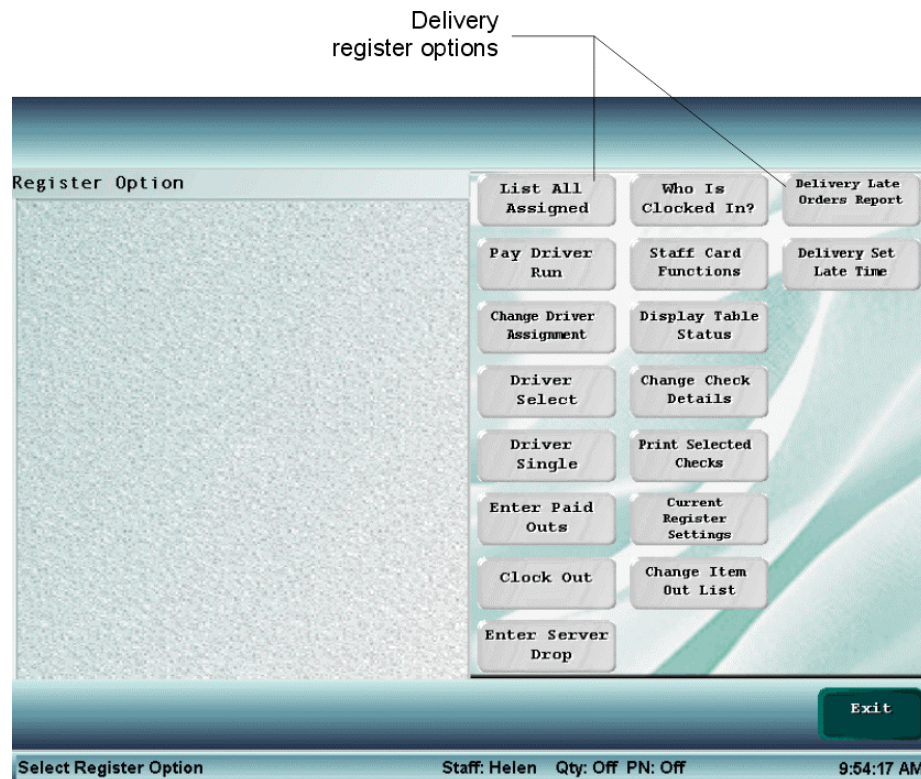 Delivery
register options
Register Option
List All
Assigned
Who Is
Clocked In?
Delivery Late
Orders Report
Pay Driver
Run
Staff Card
Functions
Delivery Set
Late Time
Change Driver
Assignment
Display Table
Status
Driver
Select
Change Check
Details
Driver
Single
Print Selected
Checks
Enter Paid
Outs
Current
Register
Settings
Clock Out
Change Item
Out List
Enter Server
Drop
Exit
Select Register Option
Staff: Helen Qty: Off PN: Off
9:54:17 AM